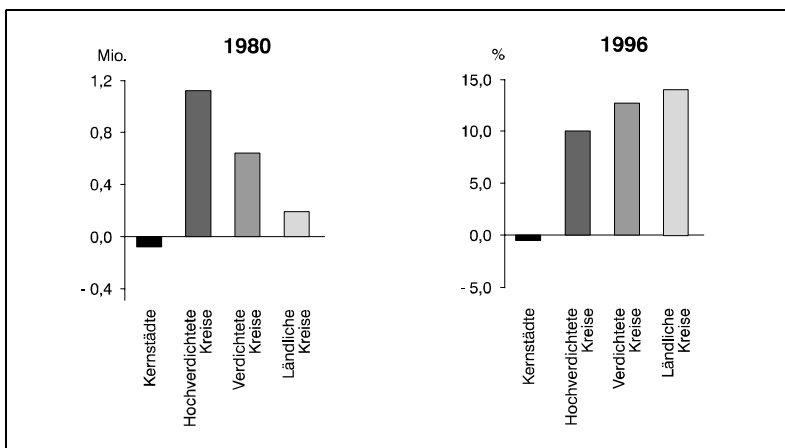 1980
Mio.
1,2
0,8
0,4
0,0
- 0,4
Kernstädte
Hochverdichtete
Kreise
Verdichtete
Kreise
Ländliche
Kreise
1996
%
15,0
10,0
5,0
0,0
- 5,0
Kernstädte
Hochverdichtete
Kreise
Verdichtete
Kreise
Ländliche
Kreise